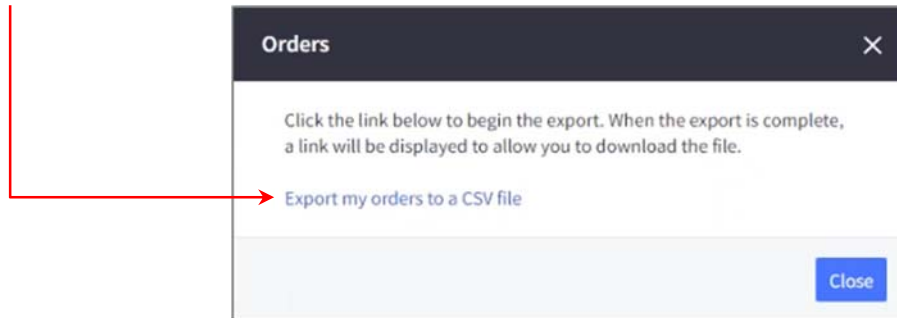 Orders
Click the link below to begin the export. When the export is complete,
a link will be displayed to allow you to download the file.
Export my orders to a CSV file
Close